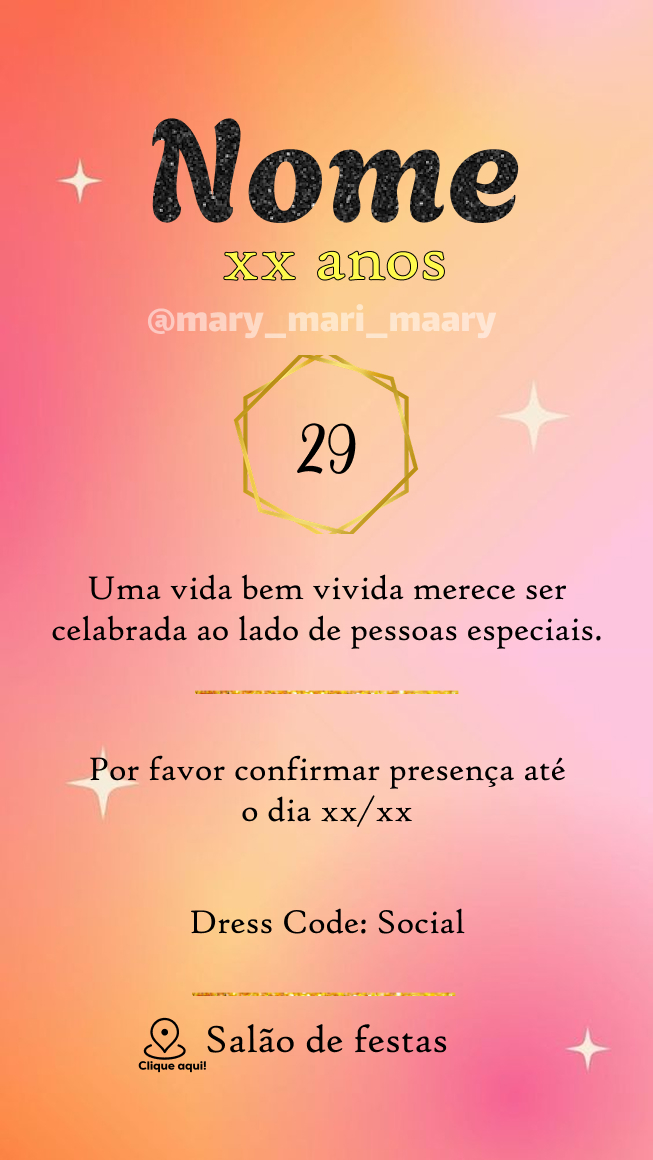 Nome
xx anos
@mary_mari_maary
29
Uma vida bem vivida merece ser
celabrada ao lado de pessoas especiais.
Por favor confirmar presença até
o dia xx/xx
Dress Code: Social
Salão de festas
Clique aqui!